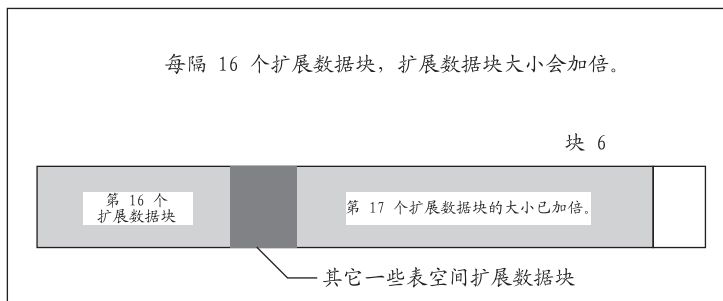 每隔 16 个扩展数据块，扩展数据块大小会加倍。
块 6
第 16 个
扩展数据块
第 17 个扩展数据块的大小已加倍。
其它一些表空间扩展数据块